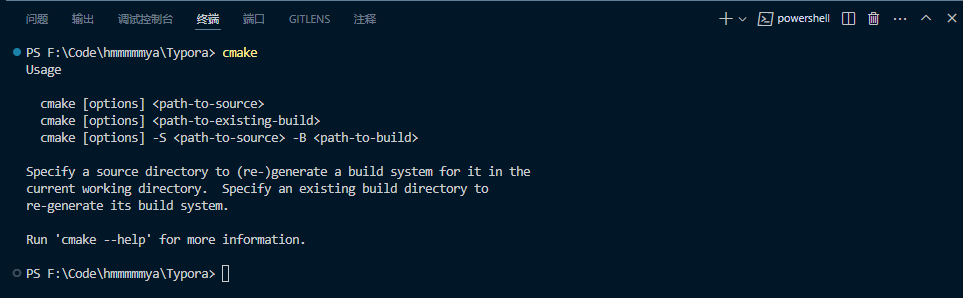 问题 输出 调试控制台 终端 端口 GITLENS 注释 powershell
PS F:\Code\hmmmmmya\Typora> cmake
Usage

  cmake [options] <path-to-source>
  cmake [options] <path-to-existing-build>
  cmake [options] -S <path-to-source> -B <path-to-build>

Specify a source directory to (re-)generate a build system for it in the
current working directory.  Specify an existing build directory to
re-generate its build system.

Run 'cmake --help' for more information.

PS F:\Code\hmmmmmya\Typora>